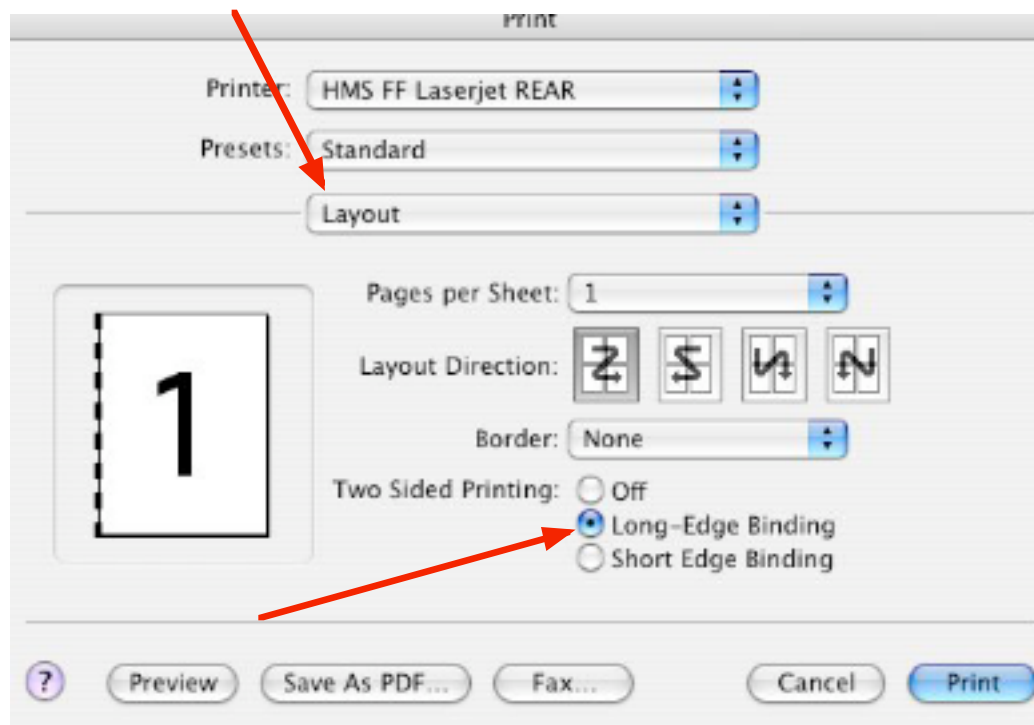 Print
Printer: HMS FF Laserjet REAR
Presets: Standard
Layout
Pages per Sheet: 1
1
Layout Direction:
Border: None
Two Sided Printing: Off
Long-Edge Binding
Short Edge Binding
? Preview Save As PDF... Fax... Cancel Print